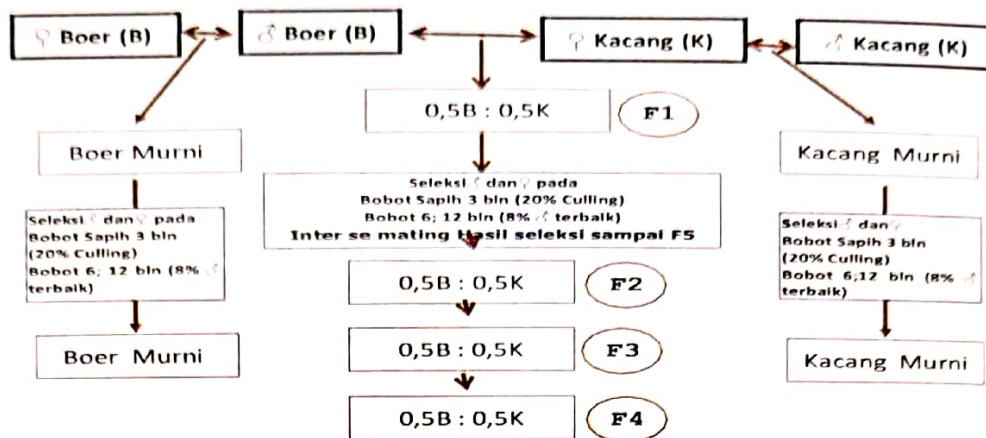 ♀ Boer (B)
♂ Boer (B)
♀ Kacang (K)
♂ Kacang (K)
0,5B : 0,5K
F1
Boer Murni
Kacang Murni
Seleksi ♂ dan ♀ pada
Bobot Sapih 3 bln (20% Culling)
Bobot 6; 12 bln (8% ♂ terbaik)
Inter se mating Hasil seleksi sampai F5
Seleksi ♂ dan ♀ pada
Bobot Sapih 3 bln
(20% Culling)
Bobot 6; 12 bln (8% ♂
terbaik)
Seleksi ♂ dan ♀
Bobot Sapih 3 bln
(20% Culling)
Bobot 6;12 bln (8% ♂
terbaik)
0,5B : 0,5K
F2
0,5B : 0,5K
F3
Boer Murni
Kacang Murni
0,5B : 0,5K
F4